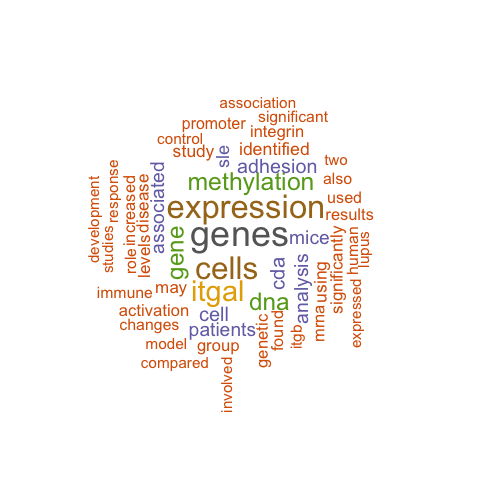 association
promoter
significant
control
integrin
study
sle
identified
adhesion
two
also
methylation
associated
disease
response
development
studies
role
increased
levels
expression
used
results
genes
mice
gene
cells
cda
analysis
significantly
human
lupus
expressed
using
mma
itgal
dna
immune
may
activation
changes
cell
patients
model
group
compared
involved
genetic
found
itgb